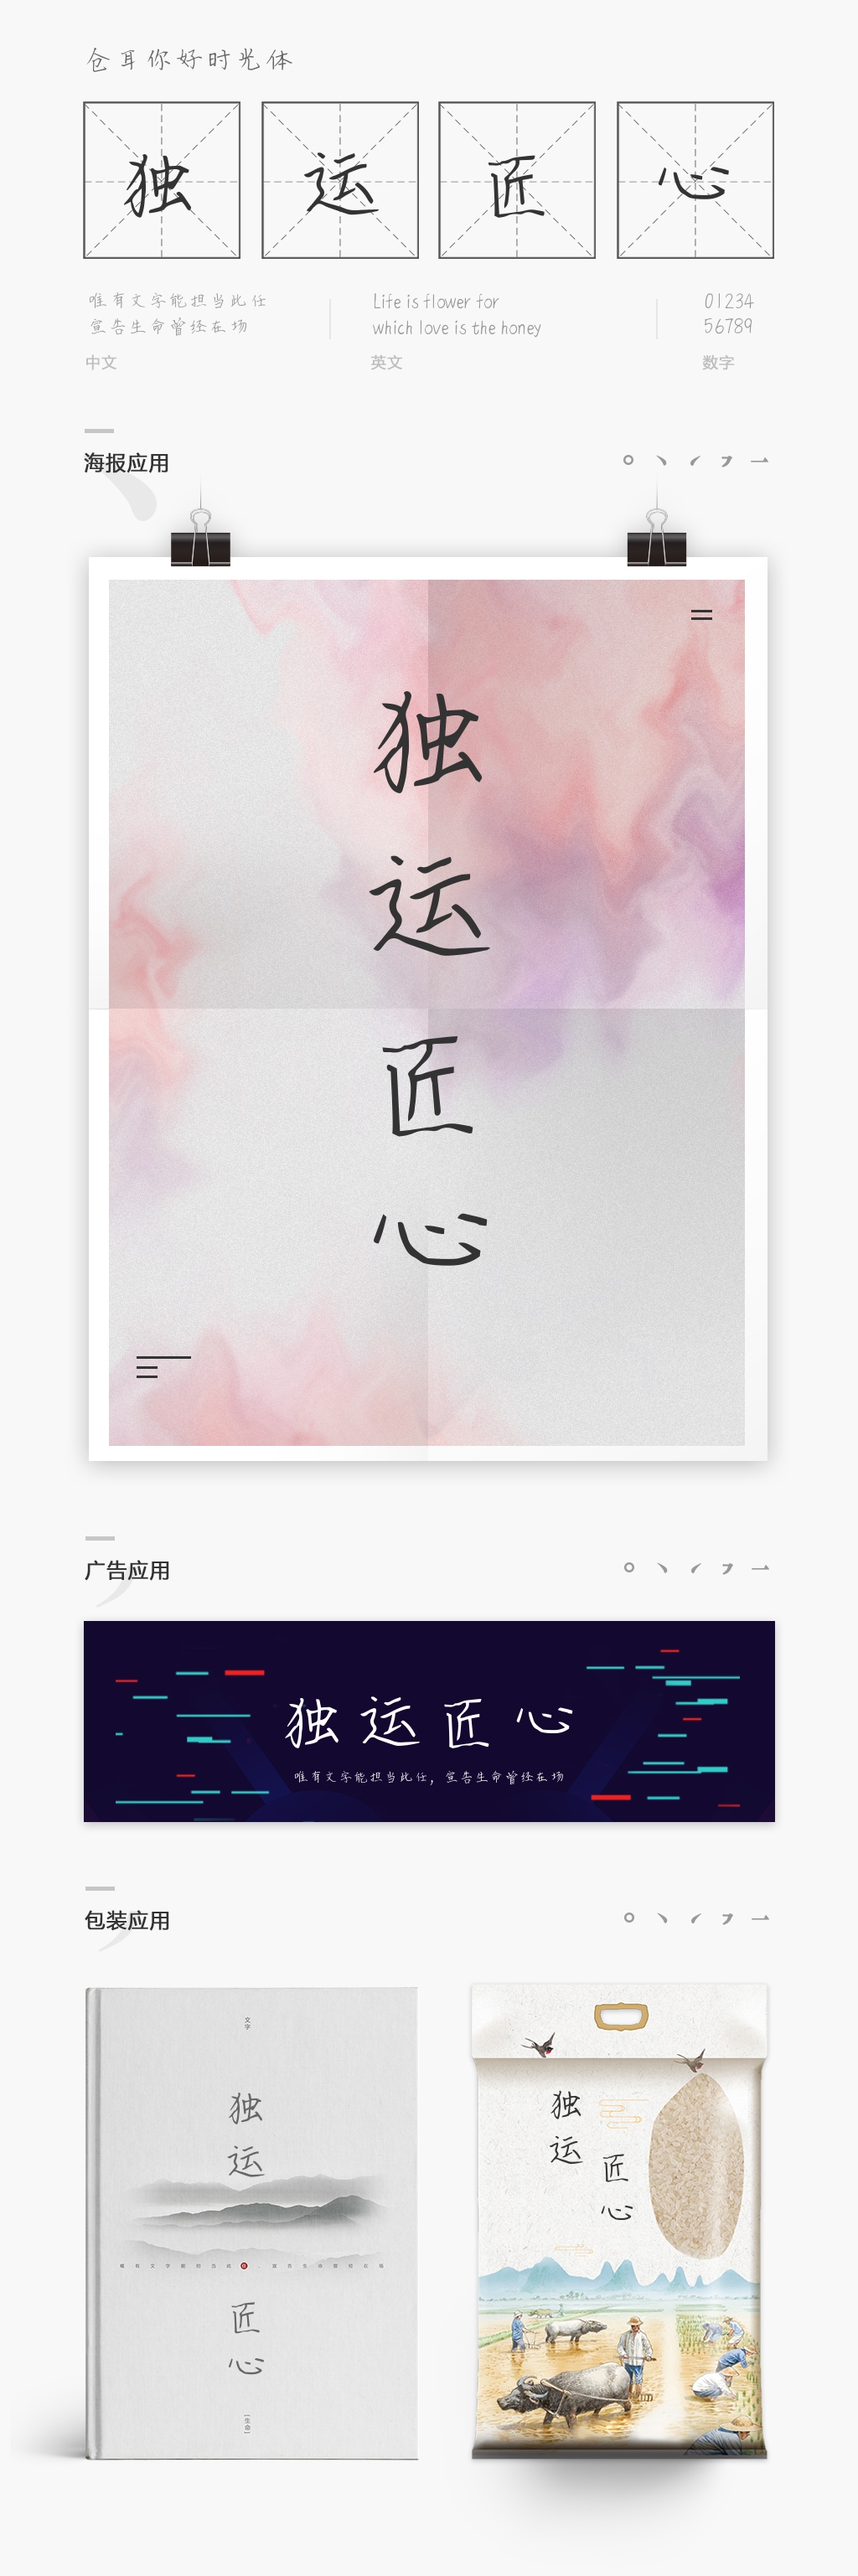 仓耳你好时光体
独运匠心
唯有文字能担当此任
宣告生命曾经在场
中文
Life is flower for
which love is the honey
英文
01234
56789
数字
海报应用
独
运
匠
心
广告应用
独运匠心
唯有文字能担当此任，宣告生命曾经在场
包装应用
文字
独
运
匠
心
[生命]
独运
匠心